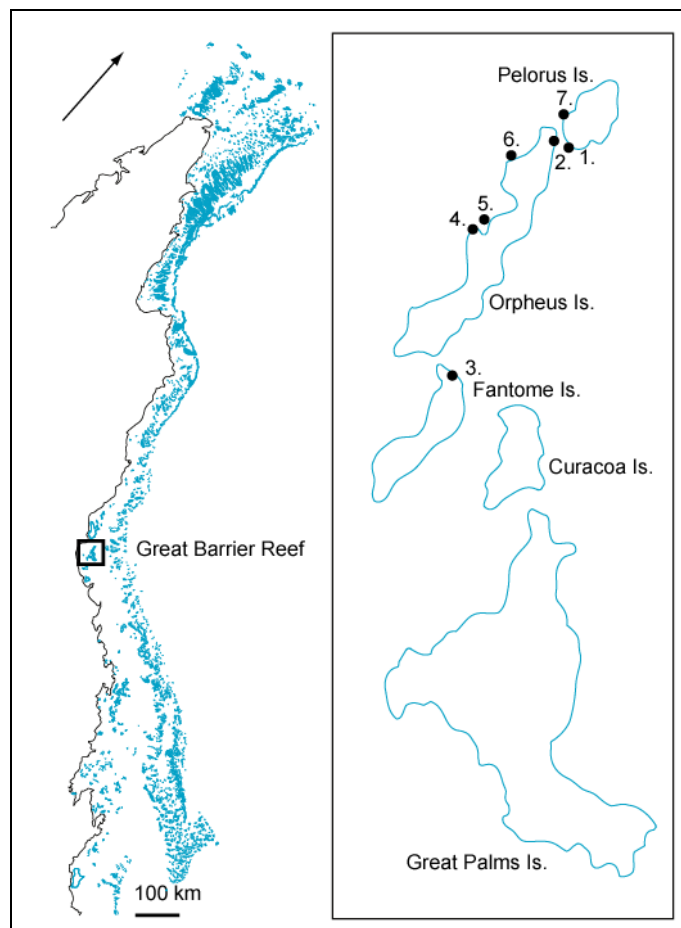 Great Barrier Reef
100 km
Pelorus Is.
7.
6.
2.
1.
5.
4.
Orpheus Is.
3.
Fantome Is.
Curacoa Is.
Great Palms Is.